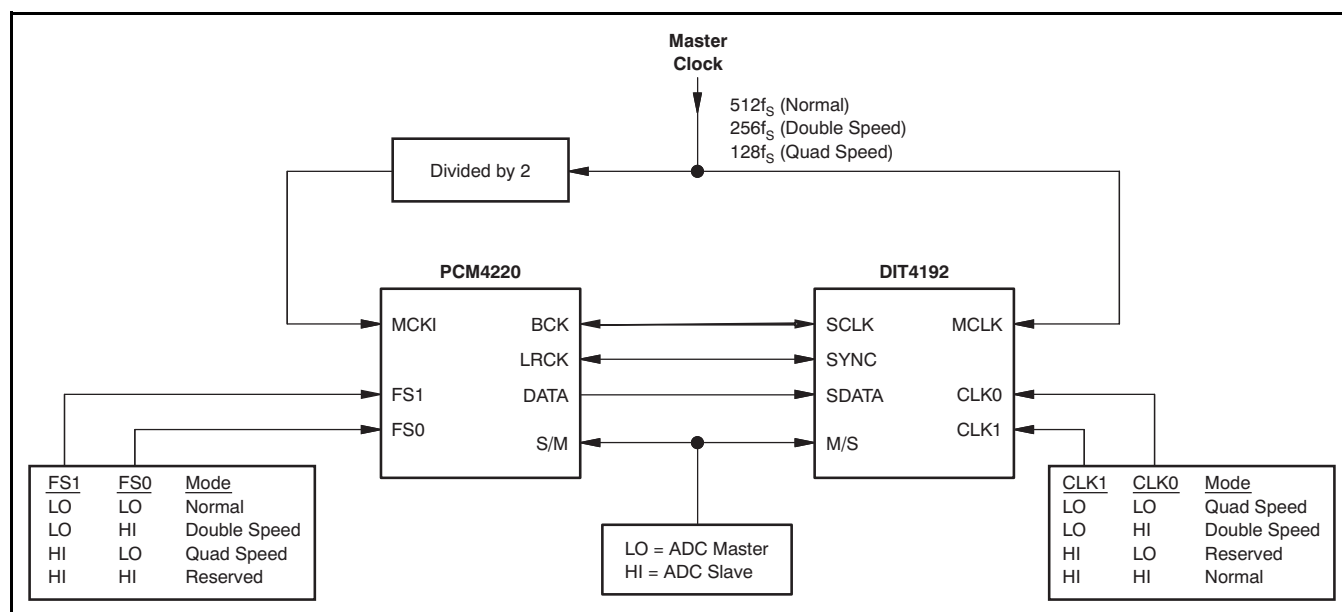 Master
Clock
512fS (Normal)
256fS (Double Speed)
128fS (Quad Speed)
Divided by 2
PCM4220
DIT4192
MCKI
BCK
SCLK
MCLK
LRCK
SYNC
FS1
DATA
SDATA
CLK0
FS0
S/M
M/S
CLK1
FS1 FS0 Mode
LO LO Normal
LO HI Double Speed
HI LO Quad Speed
HI HI Reserved
LO = ADC Master
HI = ADC Slave
CLK1 CLK0 Mode
LO LO Quad Speed
LO HI Double Speed
HI LO Reserved
HI HI Normal